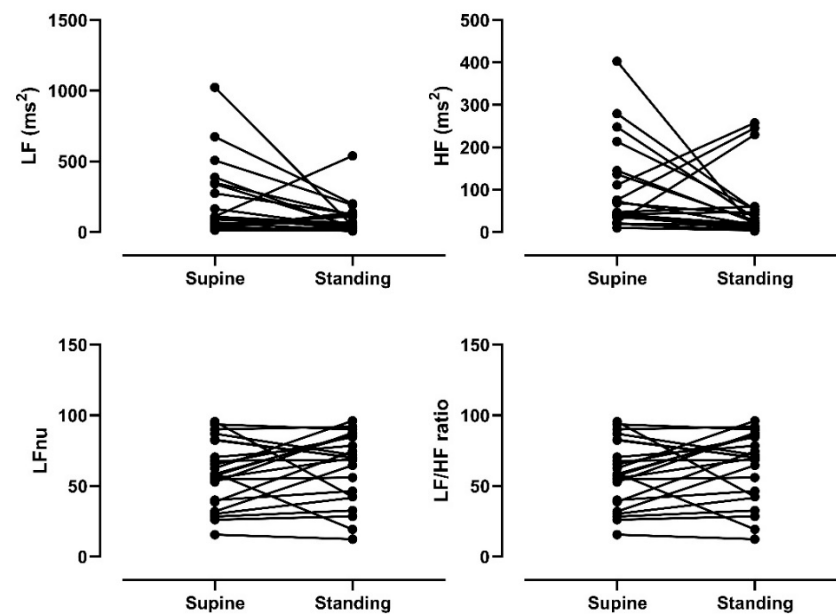 LF (ms²)
1500
1000
500
0
Supine Standing
HF (ms²)
500
400
300
200
100
0
Supine Standing
LFnu
150
100
50
0
Supine Standing
LF/HF ratio
150
100
50
0
Supine Standing